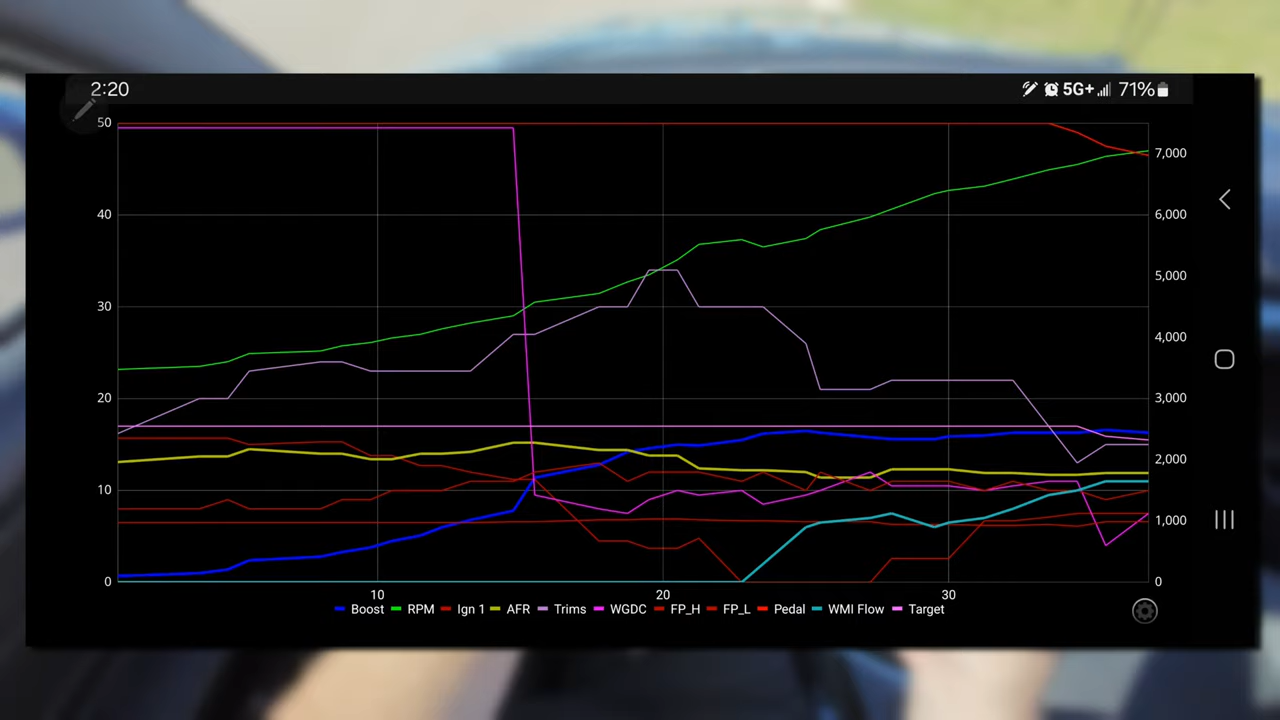 2:20 5G+ 71%
50 7,000
40 6,000
5,000
30 4,000
20 3,000
2,000
10 1,000
0 0
10 20 30
Boost RPM Ign 1 AFR Trims WGDC FP_H FP_L Pedal WMI Flow Target